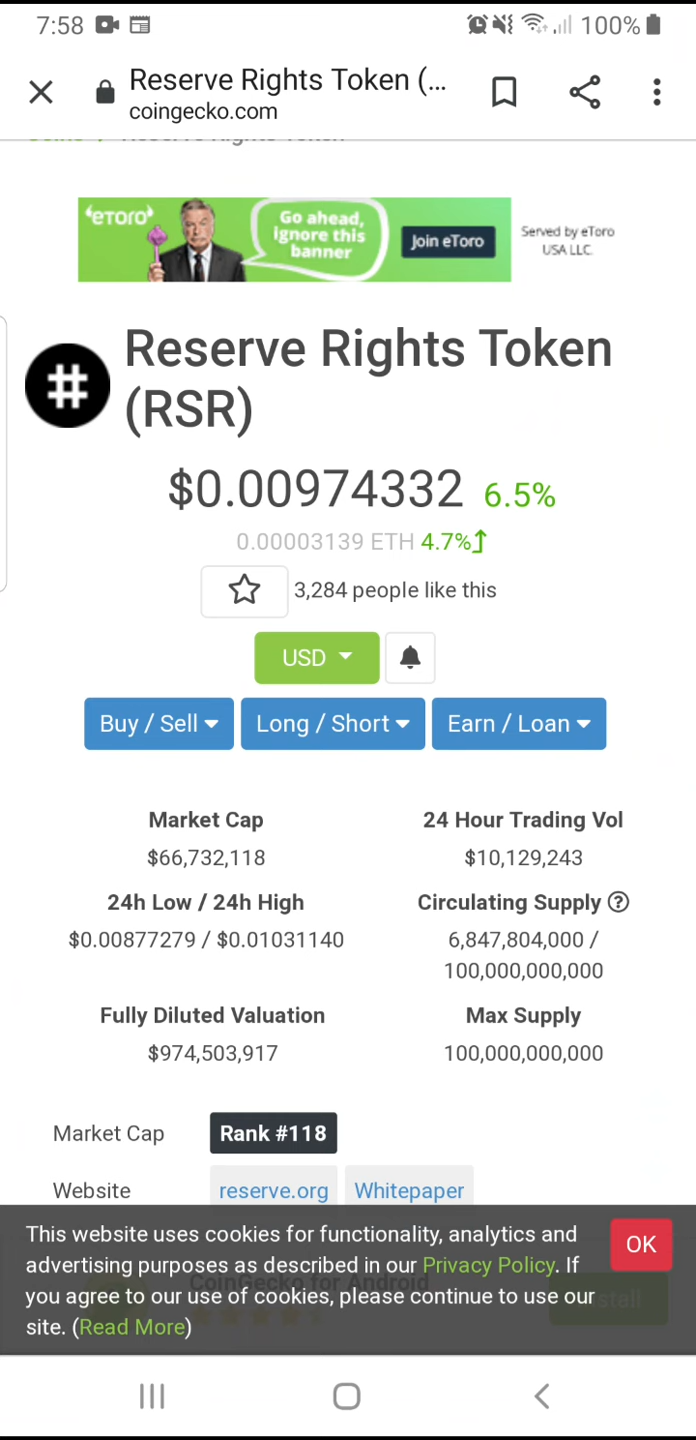 7:58 100%
Reserve Rights Token (...
coingecko.com
Reserve Rights Token
'eToro'
Go ahead,
ignore this
banner
Join eToro
Served by eToro
USA LLC.
Reserve Rights Token
(RSR)
$0.00974332 6.5%
0.00003139 ETH 4.7%
3,284 people like this
USD
Buy / Sell Long / Short Earn / Loan
Market Cap 24 Hour Trading Vol
$66,732,118 $10,129,243
24h Low / 24h High Circulating Supply ?
$0.00877279 / $0.01031140 6,847,804,000 /
100,000,000,000
Fully Diluted Valuation Max Supply
$974,503,917 100,000,000,000
Market Cap Rank #118
Website reserve.org Whitepaper
This website uses cookies for functionality, analytics and
advertising purposes as described in our Privacy Policy. If
you agree to our use of cookies, please continue to use our
site. (Read More)
OK
CoinGecko for Android